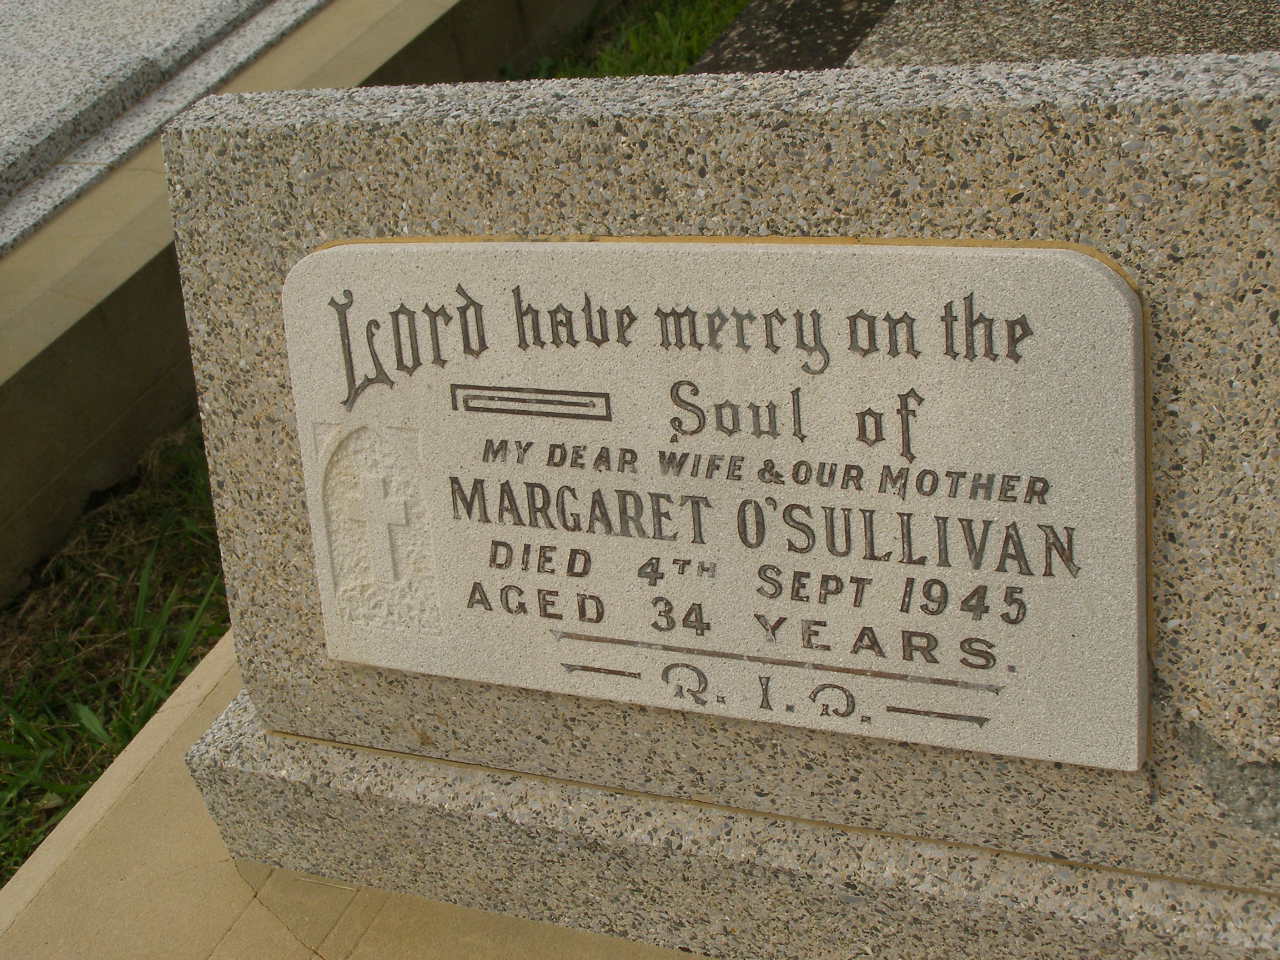 Lord have mercy on the
Soul of
MY DEAR WIFE & OUR MOTHER
MARGARET O'SULLIVAN
DIED 4TH SEPT 1945
AGED 34 YEARS.
R.I.P.